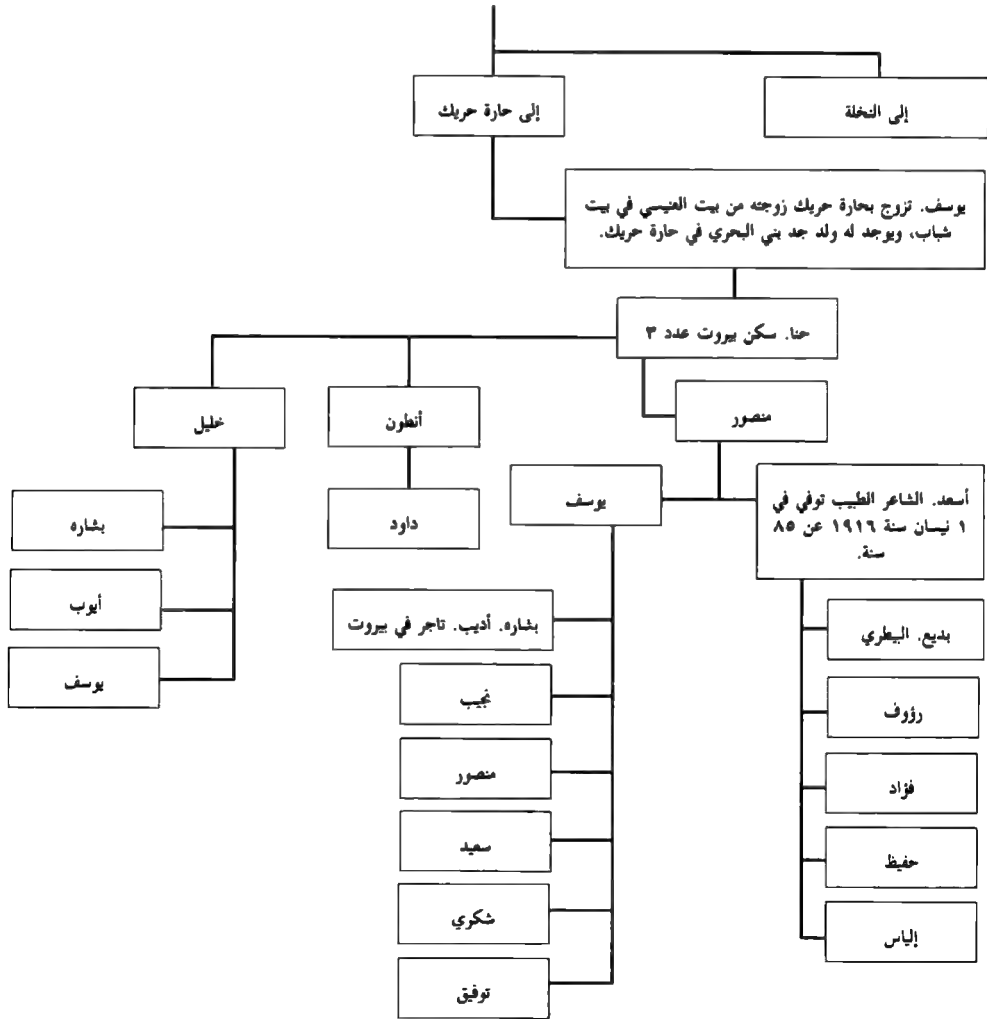 إلى النخلة
إلى حارة حريك
يوسف. تزوج بحارة حريك زوجته من بيت العنيسي في بيت
شباب، ويوجد له ولد جد بني البحري في حارة حريك.
حنا. سكن بيروت عدد ٣
منصور
أنطون
خليل
أسعد. الشاعر الطبيب توفي في
١ نيسان سنة ١٩١٦ عن ٨٥
سنة.
يوسف
داود
بشاره
أيوب
يوسف
بديع. البيطري
رؤوف
فؤاد
حفيظ
إلياس
بشاره. أديب. تاجر في بيروت
نجيب
منصور
سعيد
شكري
توفيق